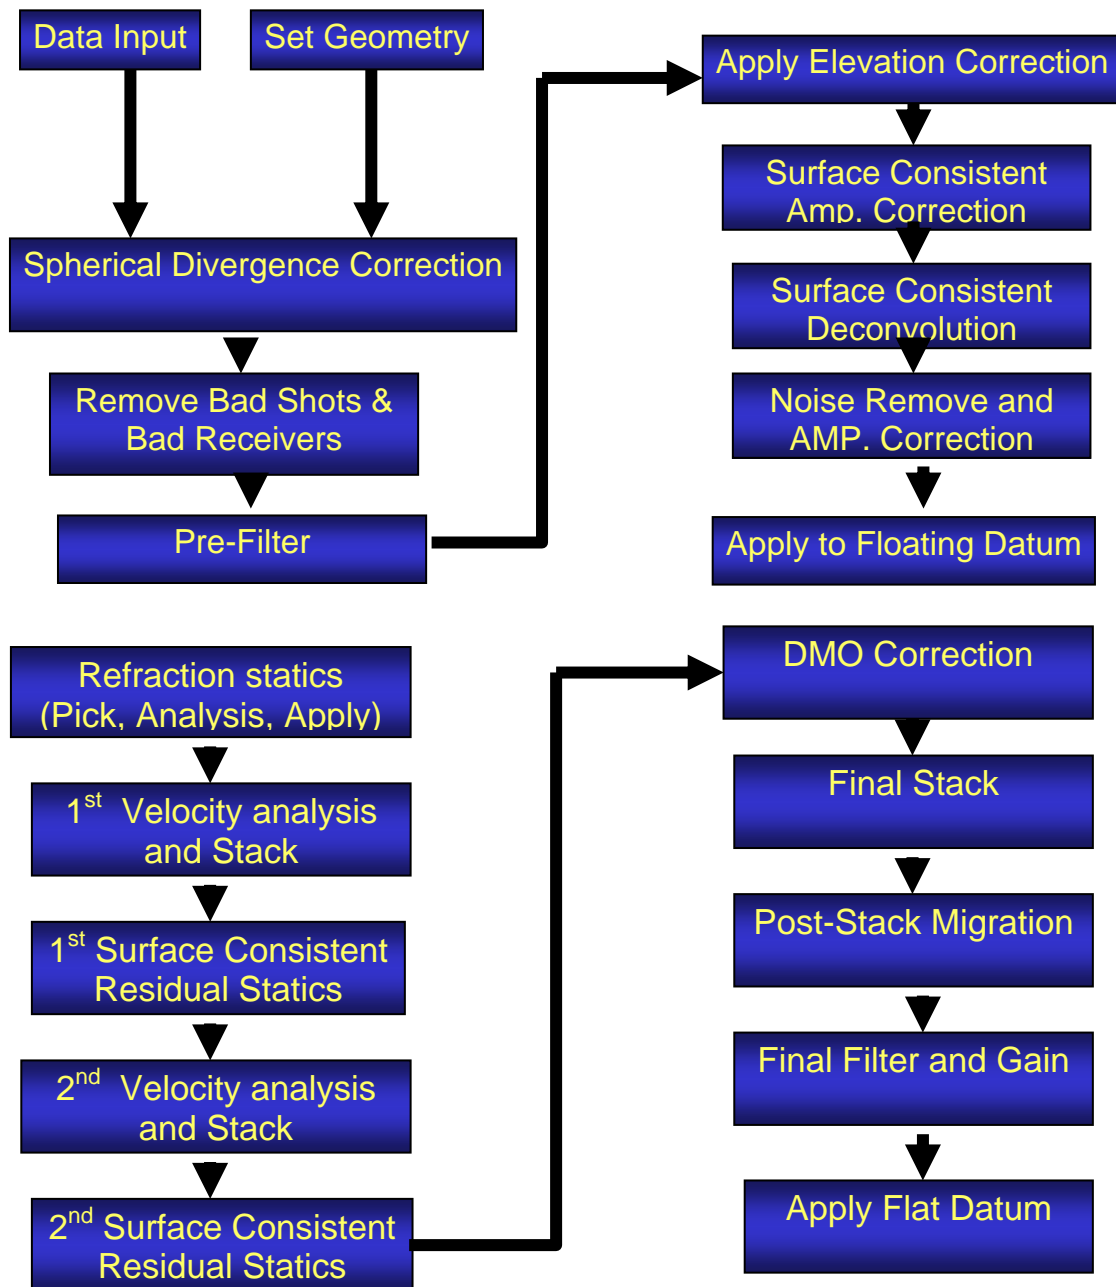 Data Input
Set Geometry
Spherical Divergence Correction
Remove Bad Shots &
Bad Receivers
Pre-Filter
Apply Elevation Correction
Surface Consistent
Amp. Correction
Surface Consistent
Deconvolution
Noise Remove and
AMP. Correction
Apply to Floating Datum
Refraction statics
(Pick, Analysis, Apply)
1st Velocity analysis
and Stack
1st Surface Consistent
Residual Statics
2nd Velocity analysis
and Stack
2nd Surface Consistent
Residual Statics
DMO Correction
Final Stack
Post-Stack Migration
Final Filter and Gain
Apply Flat Datum